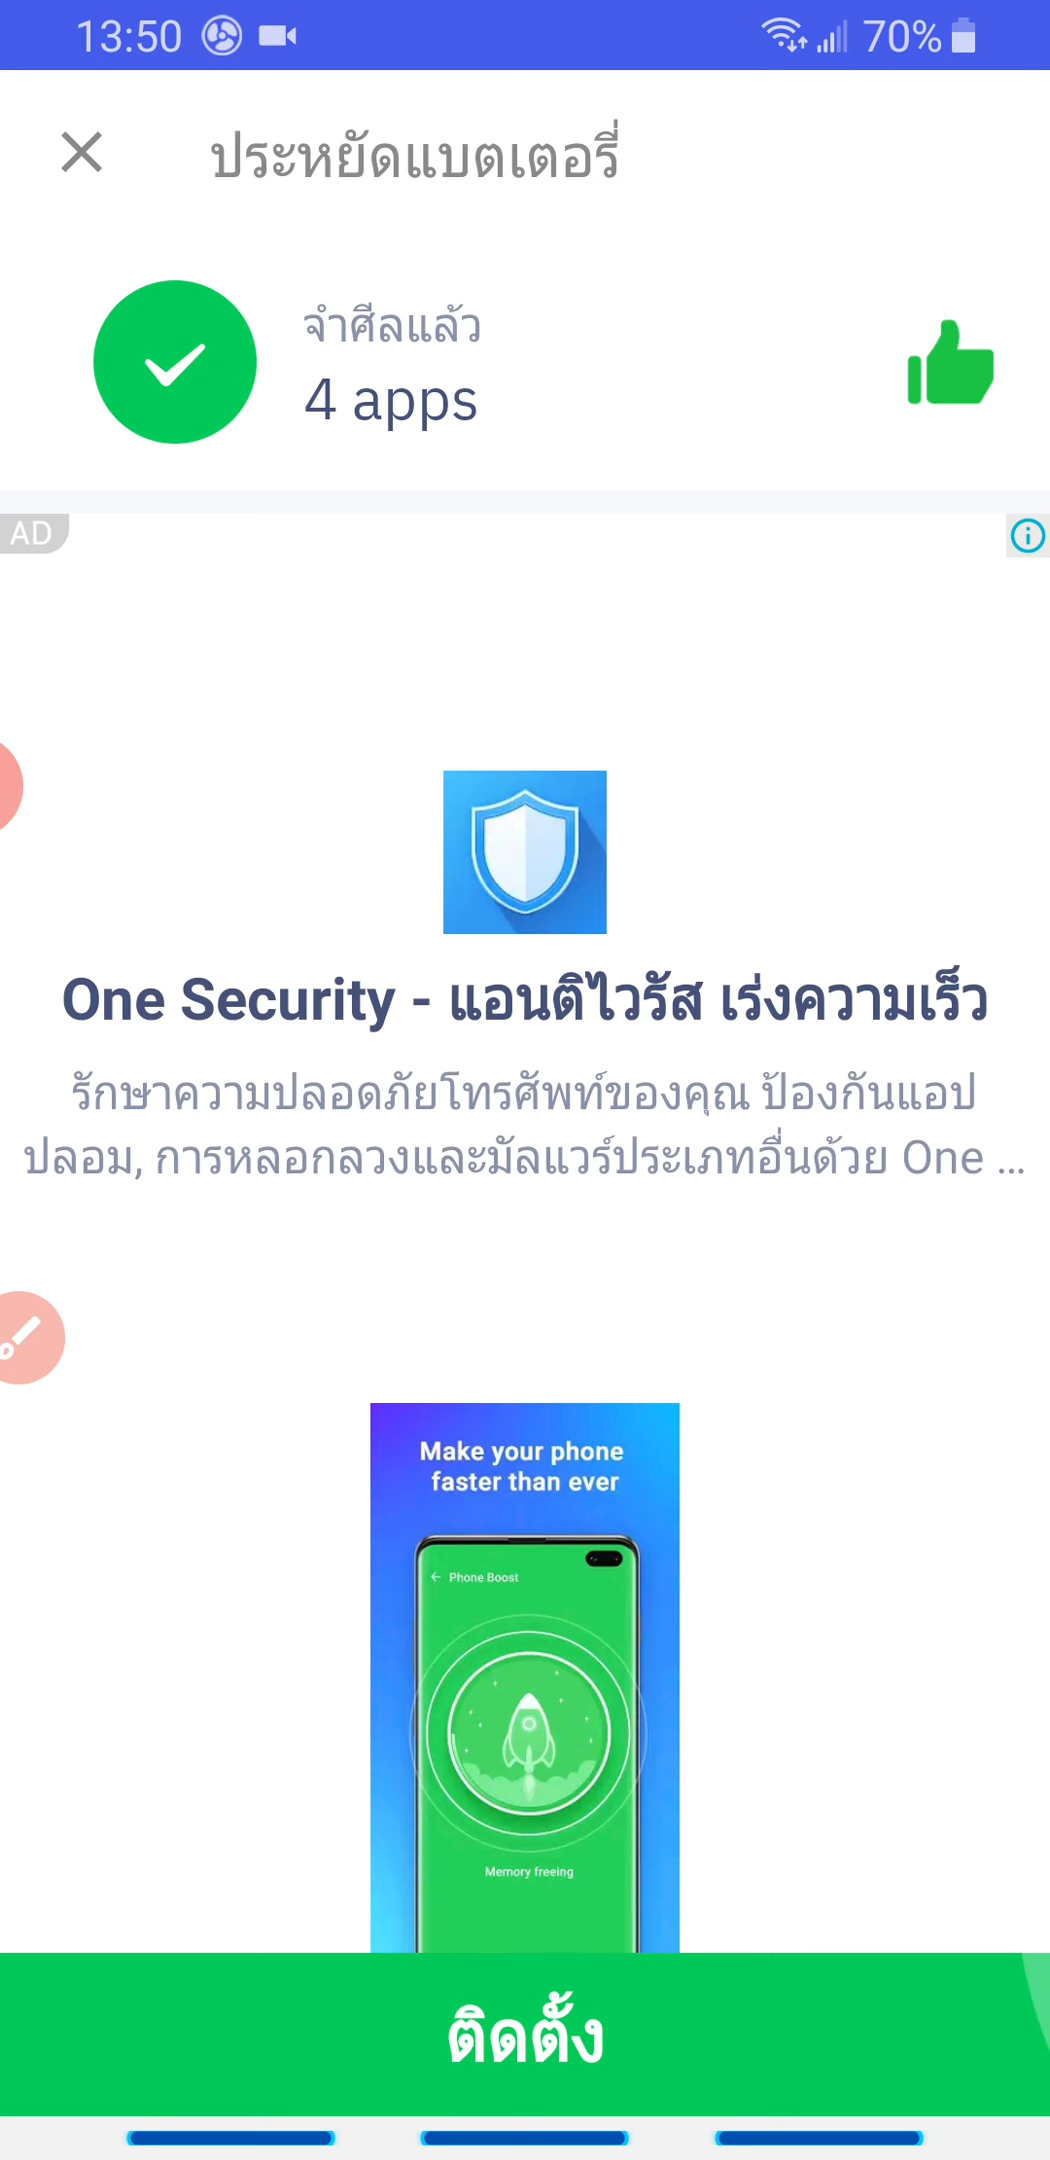 13:50
70%
ประหยัดแบตเตอรี่
จำศีลแล้ว
4 apps
AD
One Security - แอนติไวรัส เร่งความเร็ว
รักษาความปลอดภัยโทรศัพท์ของคุณ ป้องกันแอป
ปลอม, การหลอกลวงและมัลแวร์ประเภทอื่นด้วย One ...
Make your phone
faster than ever
Phone Boost
Memory freeing
ติดตั้ง